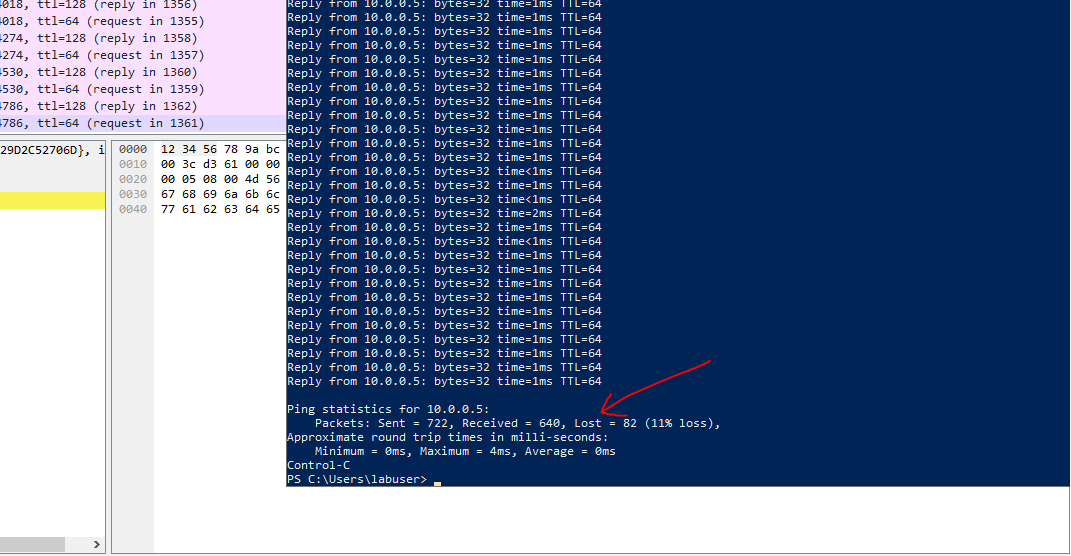 4018, ttl=128 (reply in 1356)
4018, ttl=64 (request in 1355)
4274, ttl=128 (reply in 1358)
4274, ttl=64 (request in 1357)
4530, ttl=128 (reply in 1360)
4530, ttl=64 (request in 1359)
4786, ttl=128 (reply in 1362)
4786, ttl=64 (request in 1361)
29D2C52706D}, i
0000 12 34 56 78 9a bc
0010 00 3c d3 61 00 00
0020 00 05 08 00 4d 56
0030 67 68 69 6a 6b 6c
0040 77 61 62 63 64 65
Reply from 10.0.0.5: bytes=32 time=1ms TTL=64
Reply from 10.0.0.5: bytes=32 time=1ms TTL=64
Reply from 10.0.0.5: bytes=32 time=1ms TTL=64
Reply from 10.0.0.5: bytes=32 time=1ms TTL=64
Reply from 10.0.0.5: bytes=32 time=1ms TTL=64
Reply from 10.0.0.5: bytes=32 time=1ms TTL=64
Reply from 10.0.0.5: bytes=32 time=1ms TTL=64
Reply from 10.0.0.5: bytes=32 time=1ms TTL=64
Reply from 10.0.0.5: bytes=32 time=1ms TTL=64
Reply from 10.0.0.5: bytes=32 time=1ms TTL=64
Reply from 10.0.0.5: bytes=32 time=1ms TTL=64
Reply from 10.0.0.5: bytes=32 time=1ms TTL=64
Reply from 10.0.0.5: bytes=32 time<1ms TTL=64
Reply from 10.0.0.5: bytes=32 time=1ms TTL=64
Reply from 10.0.0.5: bytes=32 time<1ms TTL=64
Reply from 10.0.0.5: bytes=32 time=2ms TTL=64
Reply from 10.0.0.5: bytes=32 time=1ms TTL=64
Reply from 10.0.0.5: bytes=32 time<1ms TTL=64
Reply from 10.0.0.5: bytes=32 time=1ms TTL=64
Reply from 10.0.0.5: bytes=32 time=1ms TTL=64
Reply from 10.0.0.5: bytes=32 time=1ms TTL=64
Reply from 10.0.0.5: bytes=32 time=1ms TTL=64
Reply from 10.0.0.5: bytes=32 time=1ms TTL=64
Reply from 10.0.0.5: bytes=32 time=1ms TTL=64
Reply from 10.0.0.5: bytes=32 time=1ms TTL=64
Reply from 10.0.0.5: bytes=32 time=1ms TTL=64
Reply from 10.0.0.5: bytes=32 time=1ms TTL=64
Reply from 10.0.0.5: bytes=32 time=1ms TTL=64
Ping statistics for 10.0.0.5:
Packets: Sent = 722, Received = 640, Lost = 82 (11% loss),
Approximate round trip times in milli-seconds:
Minimum = 0ms, Maximum = 4ms, Average = 0ms
Control-C
PS C:\Users\labuser>